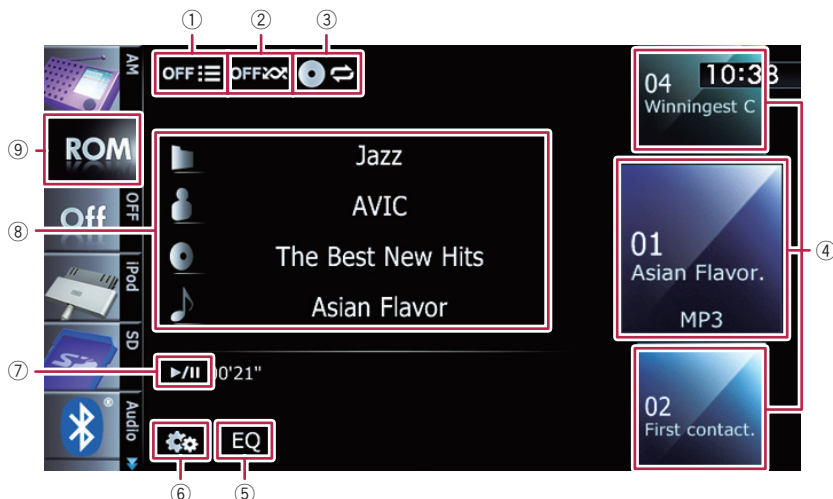 ① ② ③
AM
OFF OFF
04 10:38
Winningest C
⑨ ROM
Jazz
AVIC
⑧ Off OFF
The Best New Hits
01 ④
Asian Flavor.
iPod
Asian Flavor
MP3
SD
⑦ ►/II 00'21"
Audio
02
First contact.
EQ
⑥ ⑤